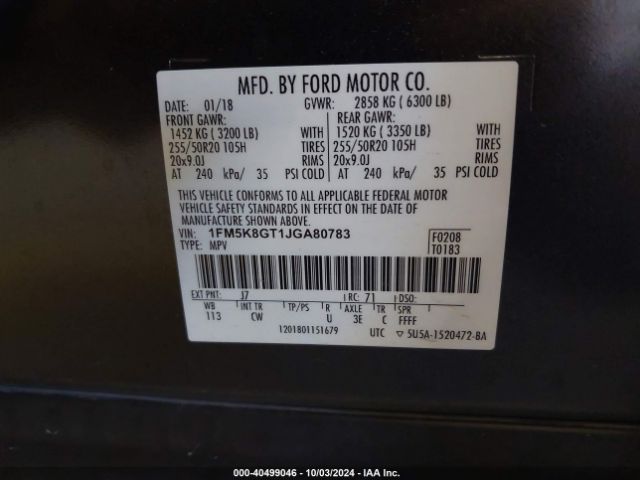 MFD. BY FORD MOTOR CO.
DATE: 01/18 GVWR: 2858 KG ( 6300 LB)
FRONT GAWR: REAR GAWR:
1452 KG ( 3200 LB) WITH 1520 KG ( 3350 LB) WITH
255/50R20 105H TIRES 255/50R20 105H TIRES
20x9.0J RIMS 20x9.0J RIMS
AT 240 kPa/ 35 PSI COLD AT 240 kPa/ 35 PSI COLD
THIS VEHICLE CONFORMS TO ALL APPLICABLE FEDERAL MOTOR
VEHICLE SAFETY STANDARDS IN EFFECT ON THE DATE OF
MANUFACTURE SHOWN ABOVE.
VIN: 1FM5K8GT1JGA80783 F0208
TYPE: MPV T0183
EXT PNT: J7 RC: 71 DSO:
WB INT TR TP/PS R AXLE TR SPR
113 CW U 3E C FFFF
1201801151679 UTC ▽ 5U5A-1520472-BA
000-40499046 - 10/03/2024 - IAAI.COM